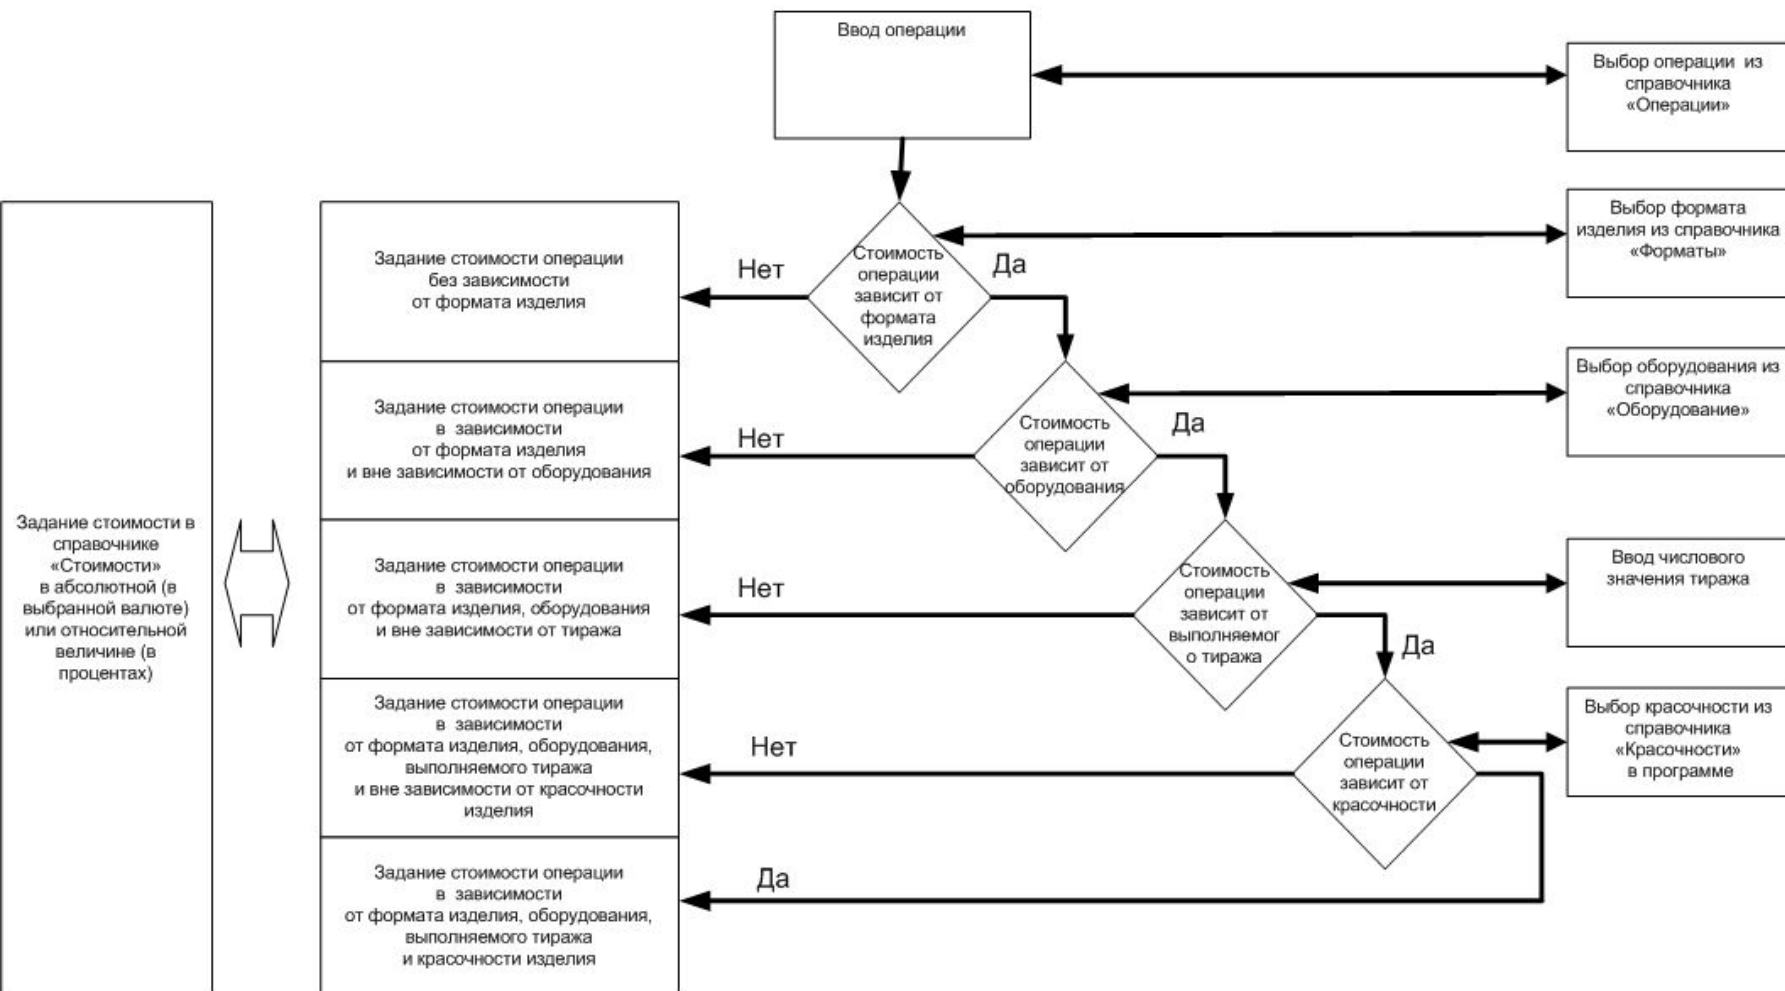 Ввод операции
Выбор операции из
справочника
«Операции»
Выбор формата
изделия из справочника
«Форматы»
Стоимость
операции
зависит от
формата
изделия
Нет
Да
Задание стоимости операции
без зависимости
от формата изделия
Выбор оборудования из
справочника
«Оборудование»
Стоимость
операции
зависит от
оборудования
Нет
Да
Задание стоимости операции
в зависимости
от формата изделия
и вне зависимости от оборудования
Задание стоимости в
справочнике
«Стоимости»
в абсолютной (в
выбранной валюте)
или относительной
величине (в
процентах)
Ввод числового
значения тиража
Стоимость
операции
зависит от
выполняемог
о тиража
Нет
Да
Задание стоимости операции
в зависимости
от формата изделия, оборудования
и вне зависимости от тиража
Выбор красочности из
справочника
«Красочности»
в программе
Стоимость
операции
зависит от
красочности
Нет
Задание стоимости операции
в зависимости
от формата изделия, оборудования,
выполняемого тиража
и вне зависимости от красочности
изделия
Да
Задание стоимости операции
в зависимости
от формата изделия, оборудования,
выполняемого тиража
и красочности изделия